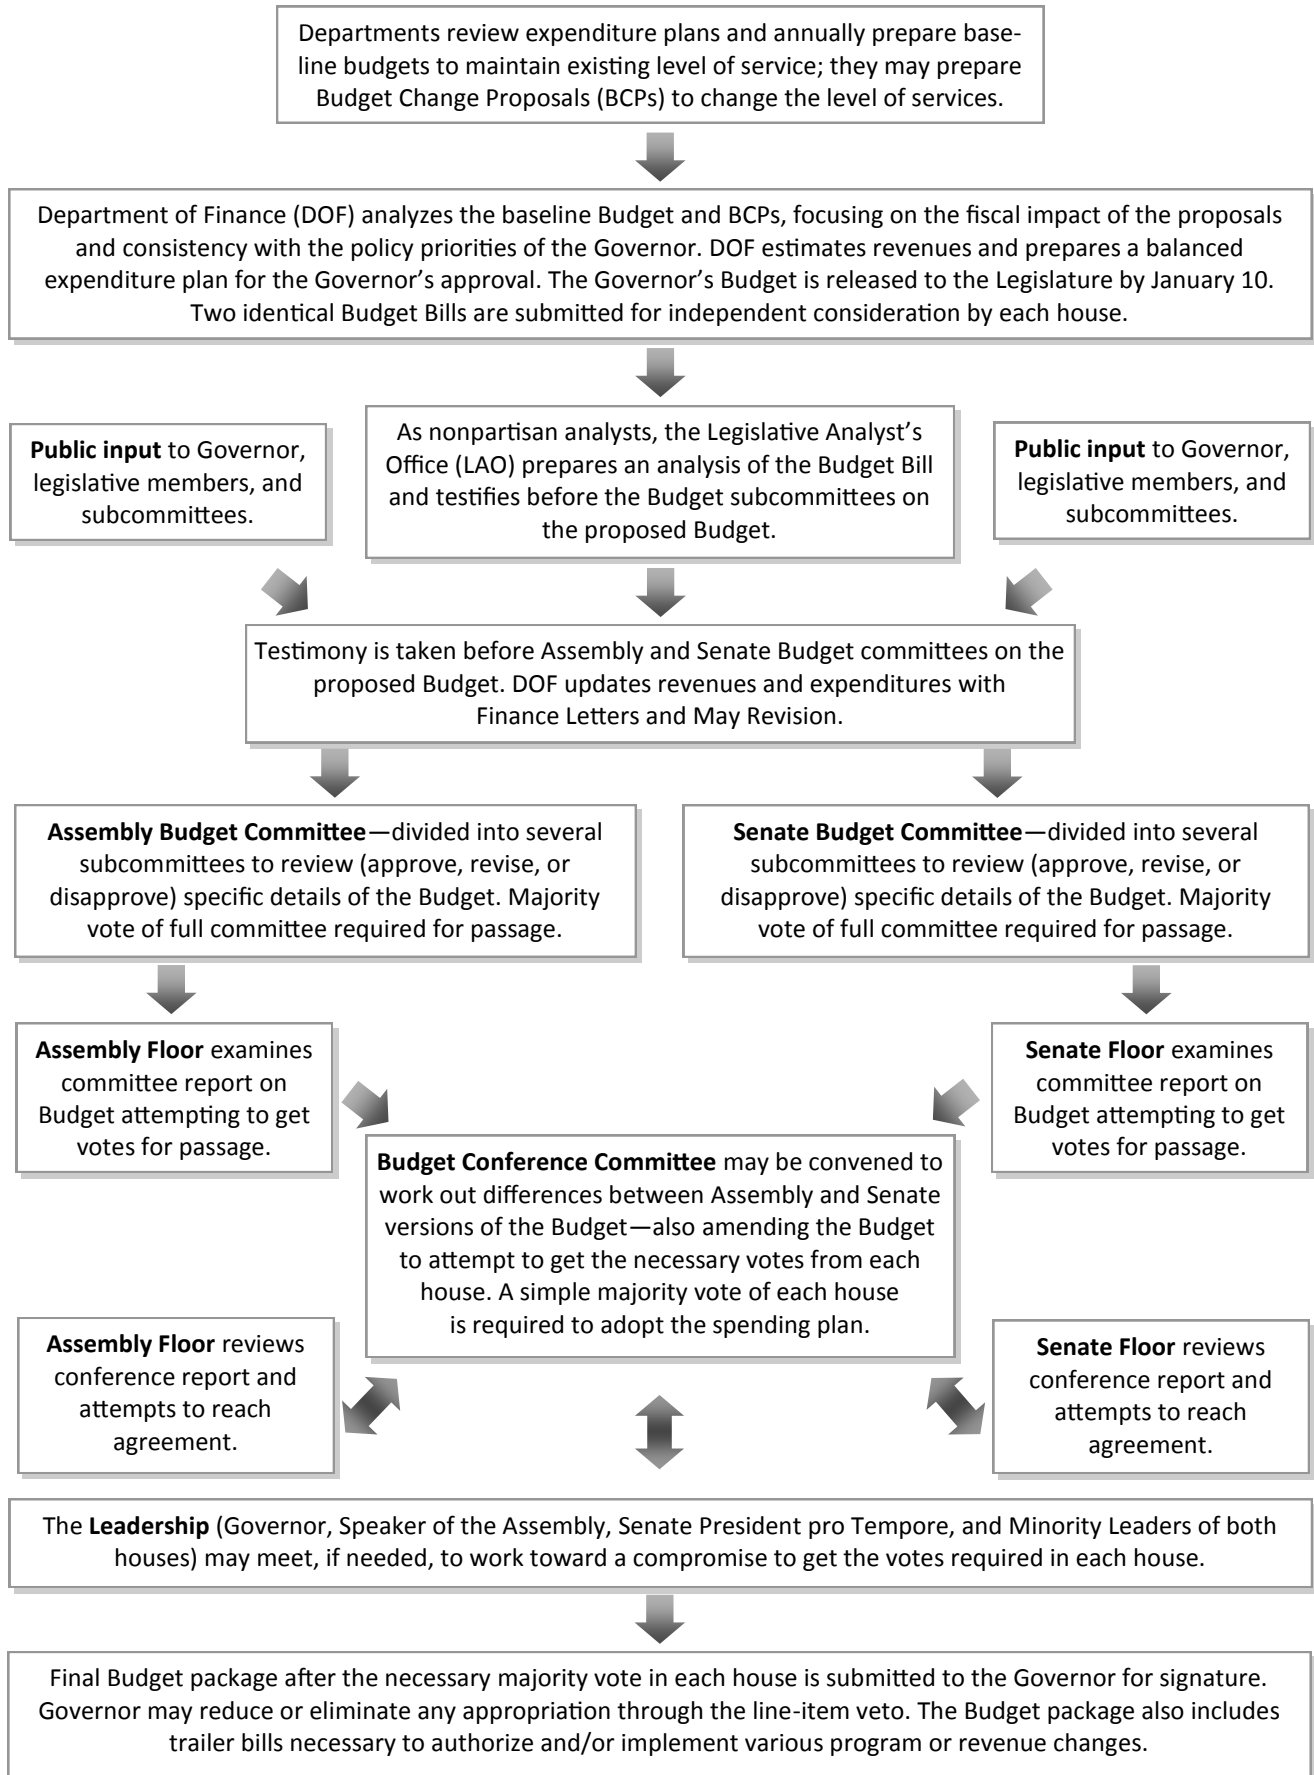 Departments review expenditure plans and annually prepare base-
line budgets to maintain existing level of service; they may prepare
Budget Change Proposals (BCPs) to change the level of services.
Department of Finance (DOF) analyzes the baseline Budget and BCPs, focusing on the fiscal impact of the proposals
and consistency with the policy priorities of the Governor. DOF estimates revenues and prepares a balanced
expenditure plan for the Governor’s approval. The Governor’s Budget is released to the Legislature by January 10.
Two identical Budget Bills are submitted for independent consideration by each house.
Public input to Governor,
legislative members, and
subcommittees.
As nonpartisan analysts, the Legislative Analyst’s
Office (LAO) prepares an analysis of the Budget Bill
and testifies before the Budget subcommittees on
the proposed Budget.
Public input to Governor,
legislative members, and
subcommittees.
Testimony is taken before Assembly and Senate Budget committees on the
proposed Budget. DOF updates revenues and expenditures with
Finance Letters and May Revision.
Assembly Budget Committee—divided into several
subcommittees to review (approve, revise, or
disapprove) specific details of the Budget. Majority
vote of full committee required for passage.
Senate Budget Committee—divided into several
subcommittees to review (approve, revise, or
disapprove) specific details of the Budget. Majority
vote of full committee required for passage.
Assembly Floor examines
committee report on
Budget attempting to get
votes for passage.
Senate Floor examines
committee report on
Budget attempting to get
votes for passage.
Budget Conference Committee may be convened to
work out differences between Assembly and Senate
versions of the Budget—also amending the Budget
to attempt to get the necessary votes from each
house. A simple majority vote of each house
is required to adopt the spending plan.
Assembly Floor reviews
conference report and
attempts to reach
agreement.
Senate Floor reviews
conference report and
attempts to reach
agreement.
The Leadership (Governor, Speaker of the Assembly, Senate President pro Tempore, and Minority Leaders of both
houses) may meet, if needed, to work toward a compromise to get the votes required in each house.
Final Budget package after the necessary majority vote in each house is submitted to the Governor for signature.
Governor may reduce or eliminate any appropriation through the line-item veto. The Budget package also includes
trailer bills necessary to authorize and/or implement various program or revenue changes.